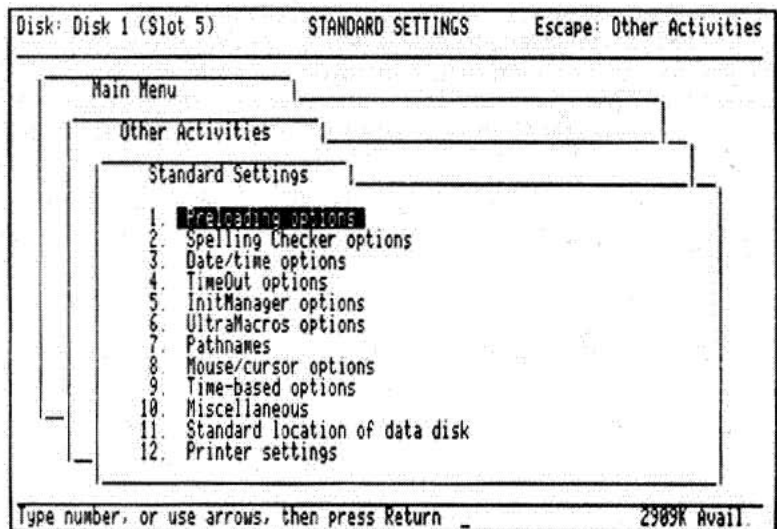 Disk: Disk 1 (Slot 5) STANDARD SETTINGS Escape: Other Activities
Main Menu
Other Activities
Standard Settings
1. Preloading options
2. Spelling Checker options
3. Date/time options
4. TimeOut options
5. InitManager options
6. UltraMacros options
7. Pathnames
8. Mouse/cursor options
9. Time-based options
10. Miscellaneous
11. Standard location of data disk
12. Printer settings
Type number, or use arrows, then press Return _ 2909K Avail.